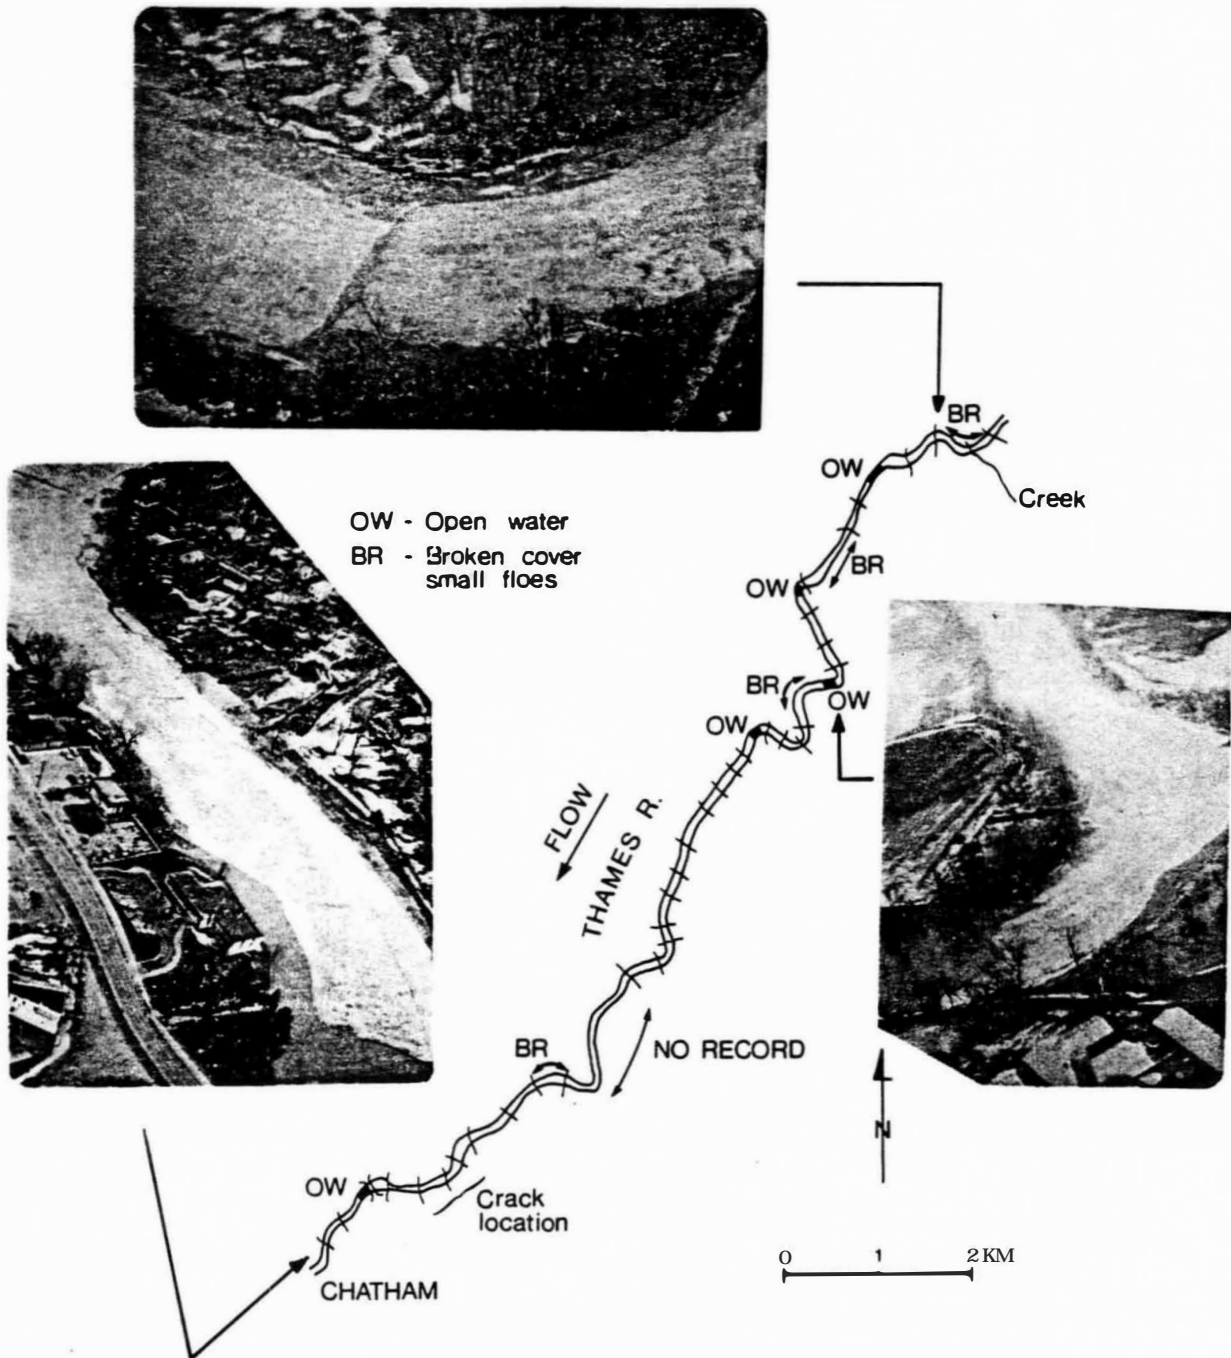 BR
OW
Creek
OW - Open water
BR - Broken cover
small floes
BR
OW
BR
OW
OW
FLOW
THAMES R.
BR
NO RECORD
N
OW
Crack
location
0 1 2 KM
CHATHAM